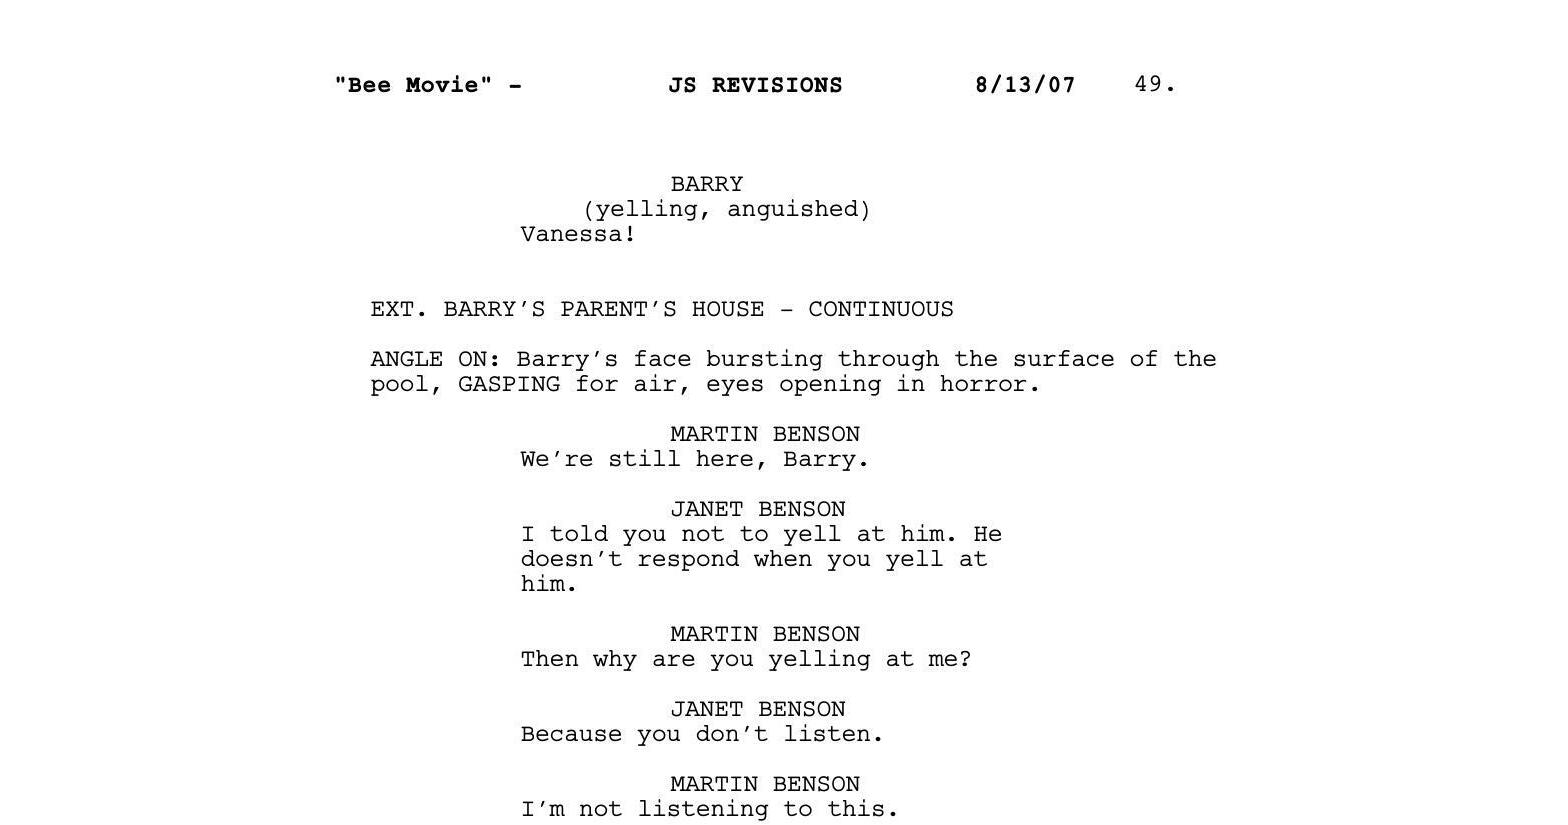 "Bee Movie" - JS REVISIONS 8/13/07 49.
BARRY
(yelling, anguished)
Vanessa!
EXT. BARRY’S PARENT’S HOUSE - CONTINUOUS
ANGLE ON: Barry’s face bursting through the surface of the
pool, GASPING for air, eyes opening in horror.
MARTIN BENSON
We’re still here, Barry.
JANET BENSON
I told you not to yell at him. He
doesn’t respond when you yell at
him.
MARTIN BENSON
Then why are you yelling at me?
JANET BENSON
Because you don’t listen.
MARTIN BENSON
I’m not listening to this.